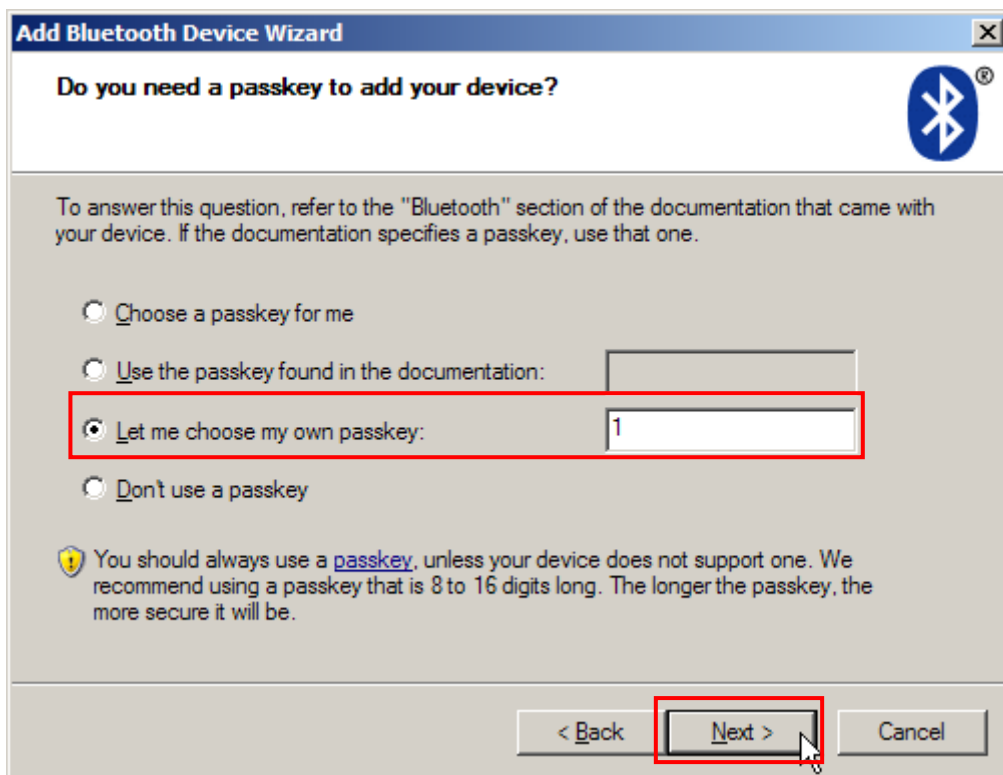 Add Bluetooth Device Wizard
Do you need a passkey to add your device?
®
To answer this question, refer to the "Bluetooth" section of the documentation that came with
your device. If the documentation specifies a passkey, use that one.
Choose a passkey for me
Use the passkey found in the documentation:
Let me choose my own passkey: 1
Don't use a passkey
You should always use a passkey, unless your device does not support one. We
recommend using a passkey that is 8 to 16 digits long. The longer the passkey, the
more secure it will be.
< Back Next > Cancel